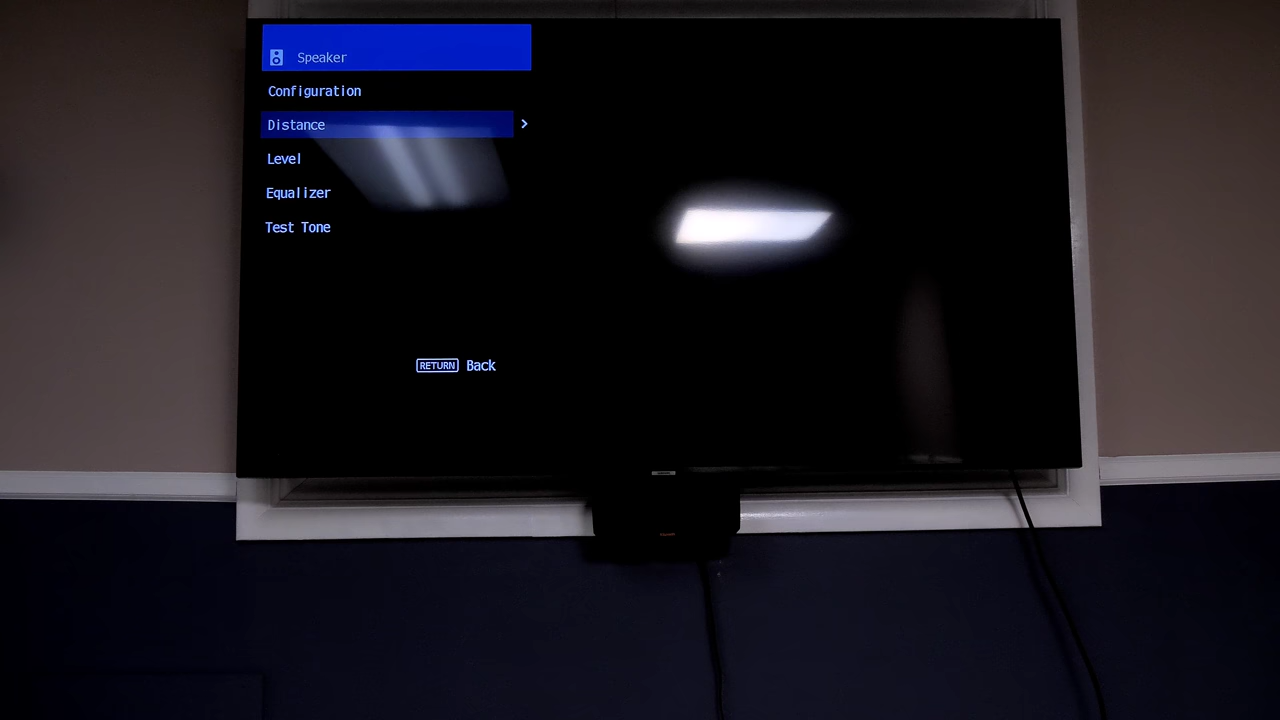 Speaker
Configuration
Distance
Level
Equalizer
Test Tone
RETURN Back